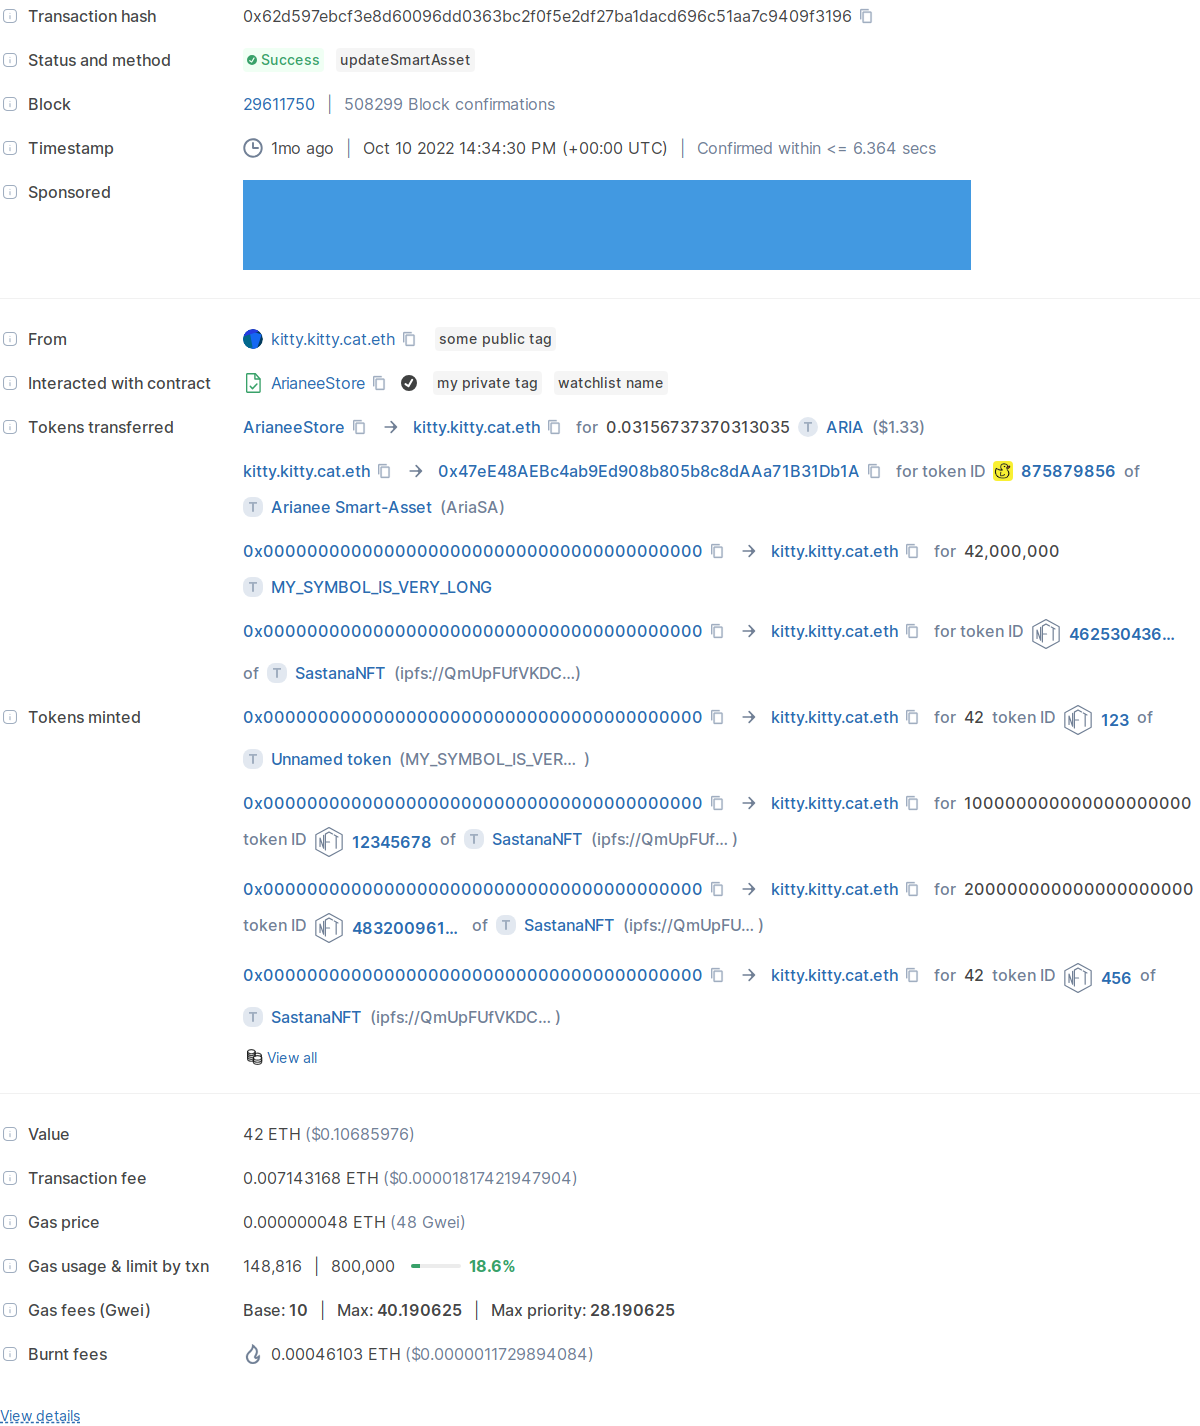 Transaction hash 0x62d597ebcf3e8d60096dd0363bc2f0f5e2df27ba1dacd696c51aa7c9409f3196
Status and method Success updateSmartAsset
Block 29611750 | 508299 Block confirmations
Timestamp 1mo ago | Oct 10 2022 14:34:30 PM (+00:00 UTC) | Confirmed within <= 6.364 secs
Sponsored
From kitty.kitty.cat.eth some public tag
Interacted with contract ArianeeStore my private tag watchlist name
Tokens transferred ArianeeStore → kitty.kitty.cat.eth for 0.03156737370313035 T ARIA ($1.33)
kitty.kitty.cat.eth → 0x47eE48AEBc4ab9Ed908b805b8c8dAAa71B31Db1A for token ID 875879856 of
T Arianee Smart-Asset (AriaSA)
0x0000000000000000000000000000000000000000 → kitty.kitty.cat.eth for 42,000,000
T MY_SYMBOL_IS_VERY_LONG
0x0000000000000000000000000000000000000000 → kitty.kitty.cat.eth for token ID NFT 462530436...
of T SastanaNFT (ipfs://QmUpFUfVKDC...)
Tokens minted 0x0000000000000000000000000000000000000000 → kitty.kitty.cat.eth for 42 token ID NFT 123 of
T Unnamed token (MY_SYMBOL_IS_VER... )
0x0000000000000000000000000000000000000000 → kitty.kitty.cat.eth for 100000000000000000000
token ID NFT 12345678 of T SastanaNFT (ipfs://QmUpFUf... )
0x0000000000000000000000000000000000000000 → kitty.kitty.cat.eth for 200000000000000000000
token ID NFT 483200961... of T SastanaNFT (ipfs://QmUpFU... )
0x0000000000000000000000000000000000000000 → kitty.kitty.cat.eth for 42 token ID NFT 456 of
T SastanaNFT (ipfs://QmUpFUfVKDC... )
View all
Value 42 ETH ($0.10685976)
Transaction fee 0.007143168 ETH ($0.00001817421947904)
Gas price 0.000000048 ETH (48 Gwei)
Gas usage & limit by txn 148,816 | 800,000 18.6%
Gas fees (Gwei) Base: 10 | Max: 40.190625 | Max priority: 28.190625
Burnt fees 0.00046103 ETH ($0.0000011729894084)
View details